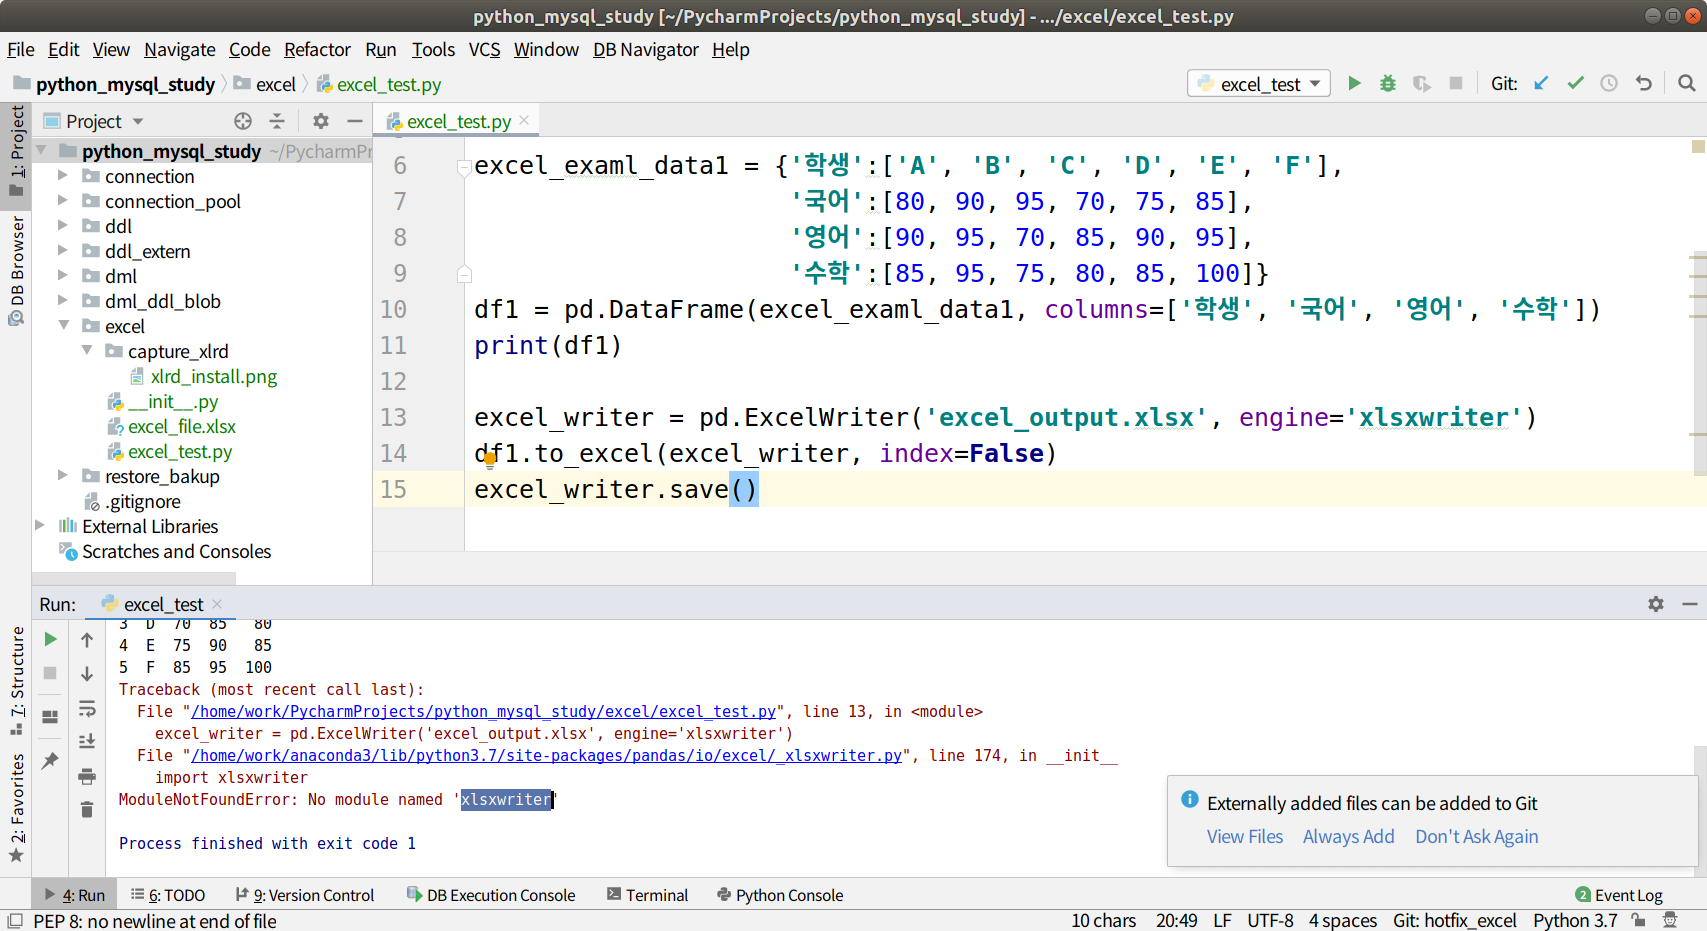 python_mysql_study [~/PycharmProjects/python_mysql_study] - .../excel/excel_test.py
File Edit View Navigate Code Refactor Run Tools VCS Window DB Navigator Help
python_mysql_study excel excel_test.py
excel_test Git:
1: Project
DB Browser
7: Structure
2: Favorites
Project
python_mysql_study ~/PycharmPr
connection
connection_pool
ddl
ddl_extern
dml
dml_ddl_blob
excel
capture_xlrd
xlrd_install.png
__init__.py
excel_file.xlsx
excel_test.py
restore_bakup
.gitignore
External Libraries
Scratches and Consoles
excel_test.py
6 excel_examl_data1 = {'학생':['A', 'B', 'C', 'D', 'E', 'F'],
7 '국어':[80, 90, 95, 70, 75, 85],
8 '영어':[90, 95, 70, 85, 90, 95],
9 '수학':[85, 95, 75, 80, 85, 100]}
10 df1 = pd.DataFrame(excel_examl_data1, columns=['학생', '국어', '영어', '수학'])
11 print(df1)
12
13 excel_writer = pd.ExcelWriter('excel_output.xlsx', engine='xlsxwriter')
14 df1.to_excel(excel_writer, index=False)
15 excel_writer.save()
Run: excel_test
3 D 70 85 80
4 E 75 90 85
5 F 85 95 100
Traceback (most recent call last):
File "/home/work/PycharmProjects/python_mysql_study/excel/excel_test.py", line 13, in <module>
excel_writer = pd.ExcelWriter('excel_output.xlsx', engine='xlsxwriter')
File "/home/work/anaconda3/lib/python3.7/site-packages/pandas/io/excel/_xlsxwriter.py", line 174, in __init__
import xlsxwriter
ModuleNotFoundError: No module named 'xlsxwriter'
Process finished with exit code 1
Externally added files can be added to Git
View Files Always Add Don't Ask Again
4: Run 6: TODO 9: Version Control DB Execution Console Terminal Python Console 2 Event Log
PEP 8: no newline at end of file 10 chars 20:49 LF UTF-8 4 spaces Git: hotfix_excel Python 3.7